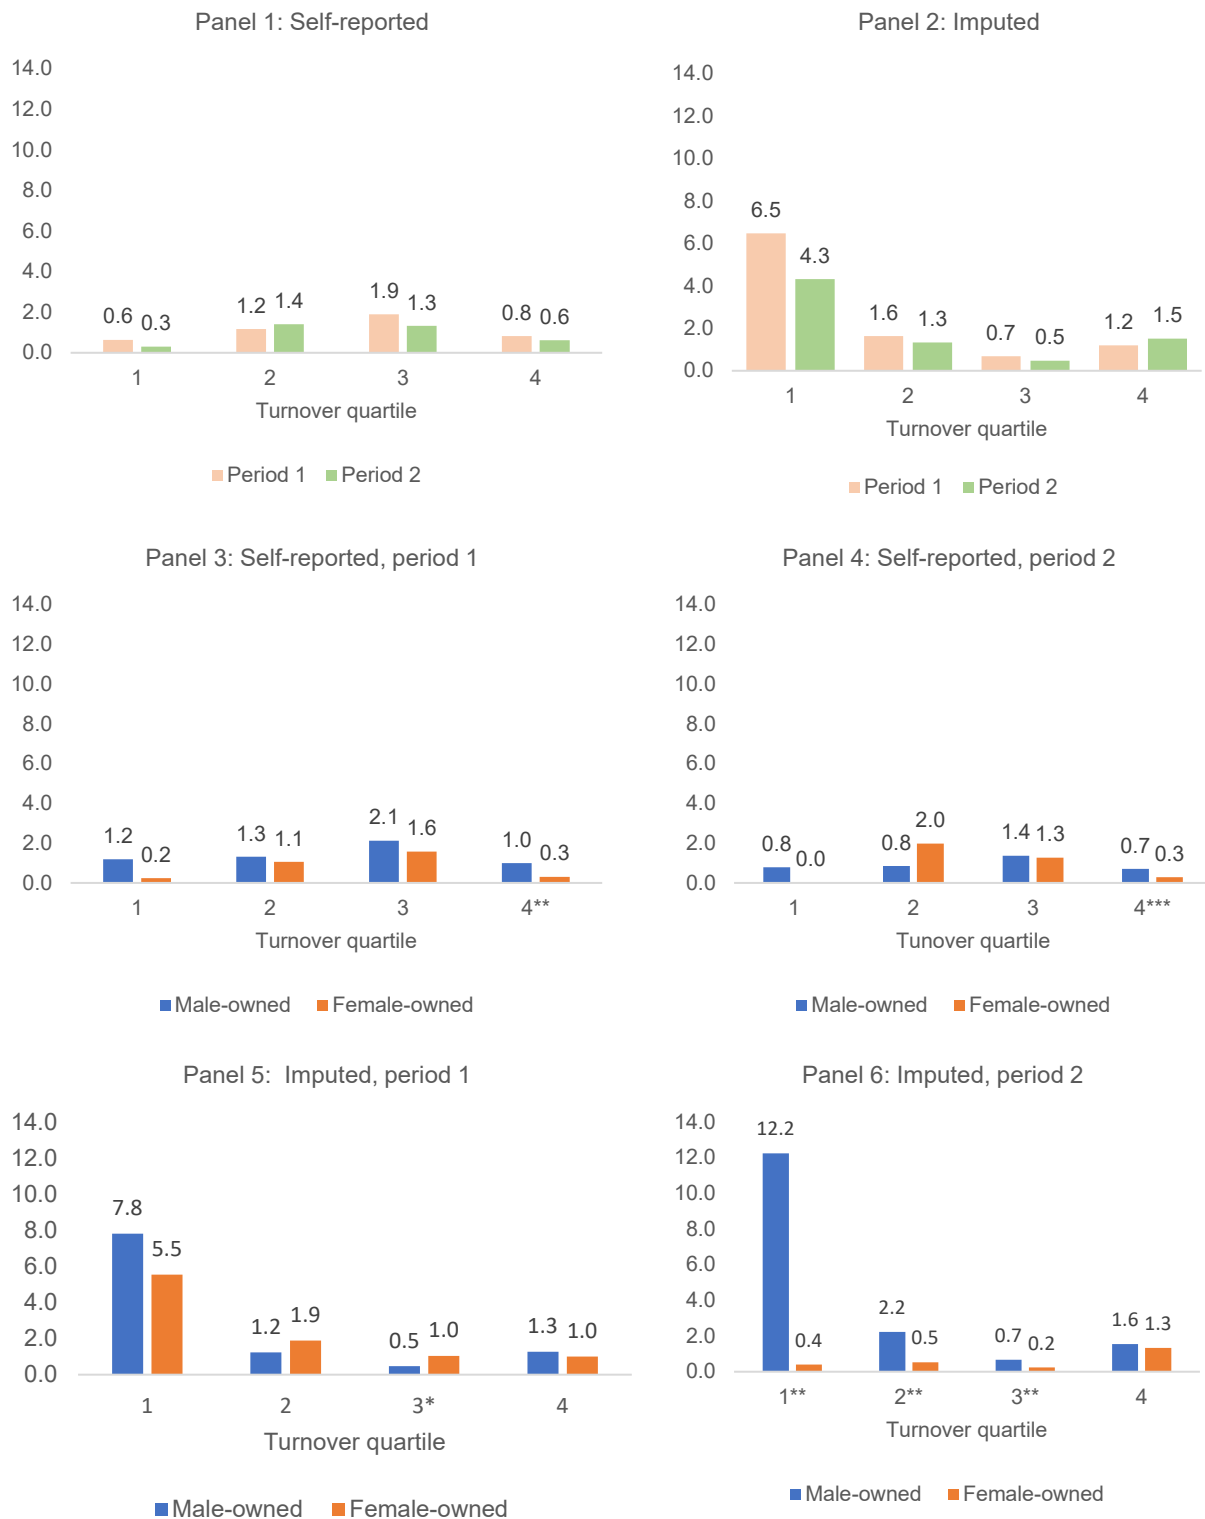 Panel 1: Self-reported
14.0
12.0
10.0
8.0
6.0
4.0
2.0
0.0
0.6 0.3 1.2 1.4 1.9 1.3 0.8 0.6
1 2 3 4
Turnover quartile
Period 1 Period 2
Panel 2: Imputed
14.0
12.0
10.0
8.0
6.0
4.0
2.0
0.0
6.5 4.3 1.6 1.3 0.7 0.5 1.2 1.5
1 2 3 4
Turnover quartile
Period 1 Period 2
Panel 3: Self-reported, period 1
14.0
12.0
10.0
8.0
6.0
4.0
2.0
0.0
1.2 0.2 1.3 1.1 2.1 1.6 1.0 0.3
1 2 3 4**
Turnover quartile
Male-owned Female-owned
Panel 4: Self-reported, period 2
14.0
12.0
10.0
8.0
6.0
4.0
2.0
0.0
0.8 0.0 0.8 2.0 1.4 1.3 0.7 0.3
1 2 3 4***
Tunover quartile
Male-owned Female-owned
Panel 5: Imputed, period 1
14.0
12.0
10.0
8.0
6.0
4.0
2.0
0.0
7.8 5.5 1.2 1.9 0.5 1.0 1.3 1.0
1 2 3* 4
Turnover quartile
Male-owned Female-owned
Panel 6: Imputed, period 2
14.0
12.0
10.0
8.0
6.0
4.0
2.0
0.0
12.2 0.4 2.2 0.5 0.7 0.2 1.6 1.3
1** 2** 3** 4
Turnover quartile
Male-owned Female-owned